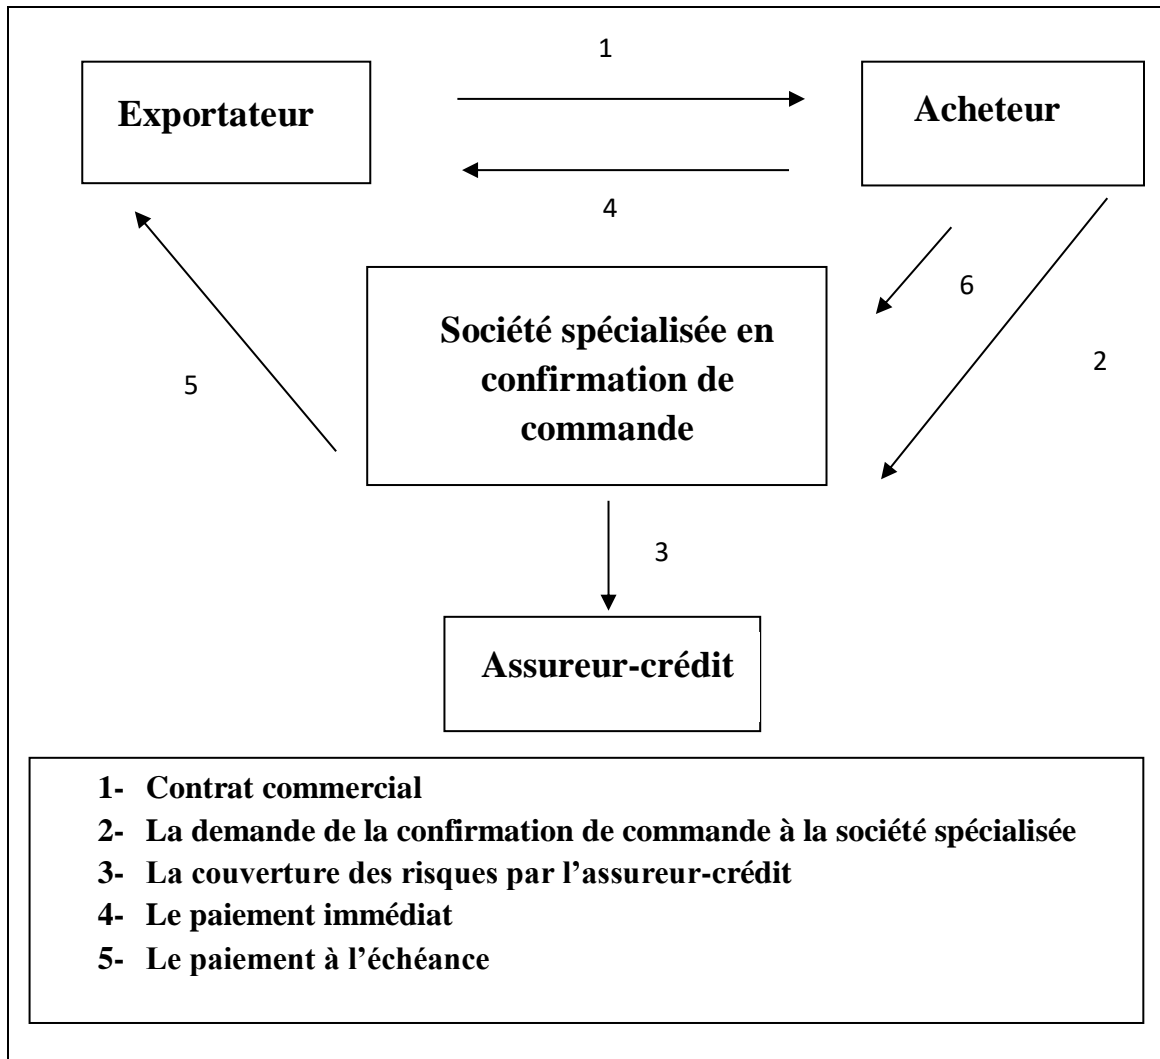 1
Exportateur
Acheteur
4
6
Société spécialisée en
confirmation de
commande
2
5
3
Assureur-crédit
1- Contrat commercial
2- La demande de la confirmation de commande à la société spécialisée
3- La couverture des risques par l’assureur-crédit
4- Le paiement immédiat
5- Le paiement à l’échéance